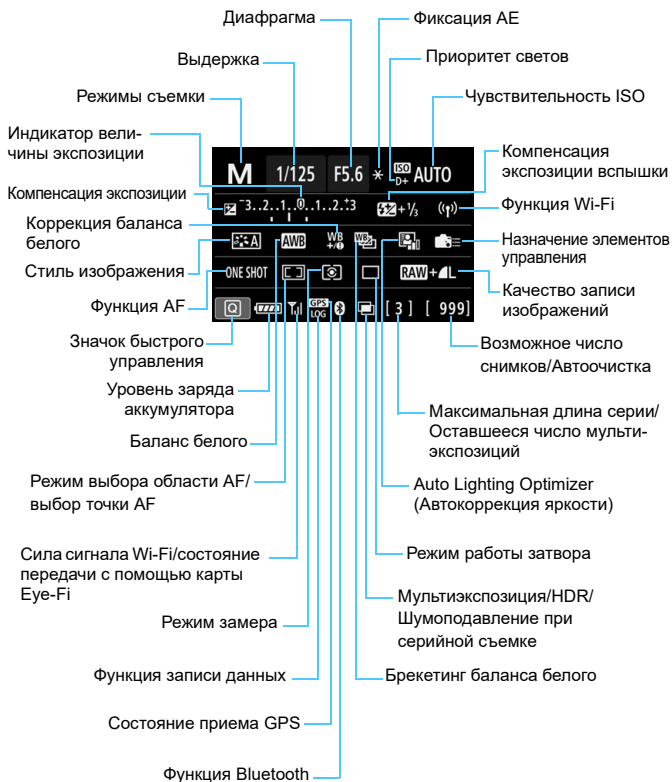 Диафрагма
Фиксация AE
Выдержка
Приоритет светов
Режимы съемки
Чувствительность ISO
Индикатор вели-
чины экспозиции
Компенсация
экспозиции вспышки
Компенсация экспозиции
Функция Wi-Fi
Коррекция баланса
белого
Назначение элементов
управления
Стиль изображения
Качество записи
изображений
Функция AF
Значок быстрого
управления
Возможное число
снимков/Автоочистка
Уровень заряда
аккумулятора
Максимальная длина серии/
Оставшееся число мульти-
экспозиций
Баланс белого
Режим выбора области AF/
выбор точки AF
Auto Lighting Optimizer
(Автокоррекция яркости)
Сила сигнала Wi-Fi/состояние
передачи с помощью карты
Eye-Fi
Режим работы затвора
Мультиэкспозиция/HDR/
Шумоподавление при
серийной съемке
Режим замера
Функция записи данных
Брекетинг баланса белого
Состояние приема GPS
Функция Bluetooth
M 1/125 F5.6 * ISO D+ AUTO
-3..2..1..0..1..2.+3 +1/3
A AWB WB +/- WB
ONE SHOT RAW+L
Q GPS LOG [ 3 ] [ 999]